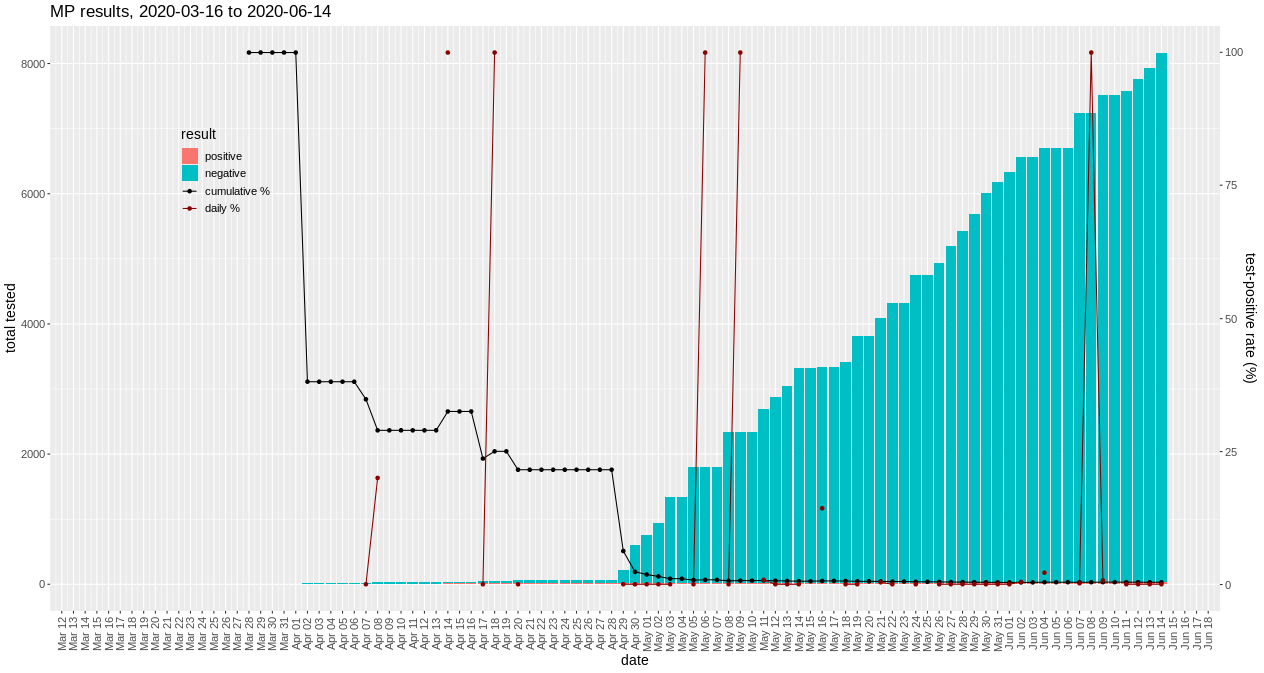 MP results, 2020-03-16 to 2020-06-14
8000
6000
4000
2000
0
total tested
result
positive
negative
cumulative %
daily %
100
75
50
25
0
test-positive rate (%)
Mar 12
Mar 13
Mar 14
Mar 15
Mar 16
Mar 17
Mar 18
Mar 19
Mar 20
Mar 21
Mar 22
Mar 23
Mar 24
Mar 25
Mar 26
Mar 27
Mar 28
Mar 29
Mar 30
Mar 31
Apr 01
Apr 02
Apr 03
Apr 04
Apr 05
Apr 06
Apr 07
Apr 08
Apr 09
Apr 10
Apr 11
Apr 12
Apr 13
Apr 14
Apr 15
Apr 16
Apr 17
Apr 18
Apr 19
Apr 20
Apr 21
Apr 22
Apr 23
Apr 24
Apr 25
Apr 26
Apr 27
Apr 28
Apr 29
Apr 30
May 01
May 02
May 03
May 04
May 05
May 06
May 07
May 08
May 09
May 10
May 11
May 12
May 13
May 14
May 15
May 16
May 17
May 18
May 19
May 20
May 21
May 22
May 23
May 24
May 25
May 26
May 27
May 28
May 29
May 30
May 31
Jun 01
Jun 02
Jun 03
Jun 04
Jun 05
Jun 06
Jun 07
Jun 08
Jun 09
Jun 10
Jun 11
Jun 12
Jun 13
Jun 14
Jun 15
Jun 16
Jun 17
Jun 18
date